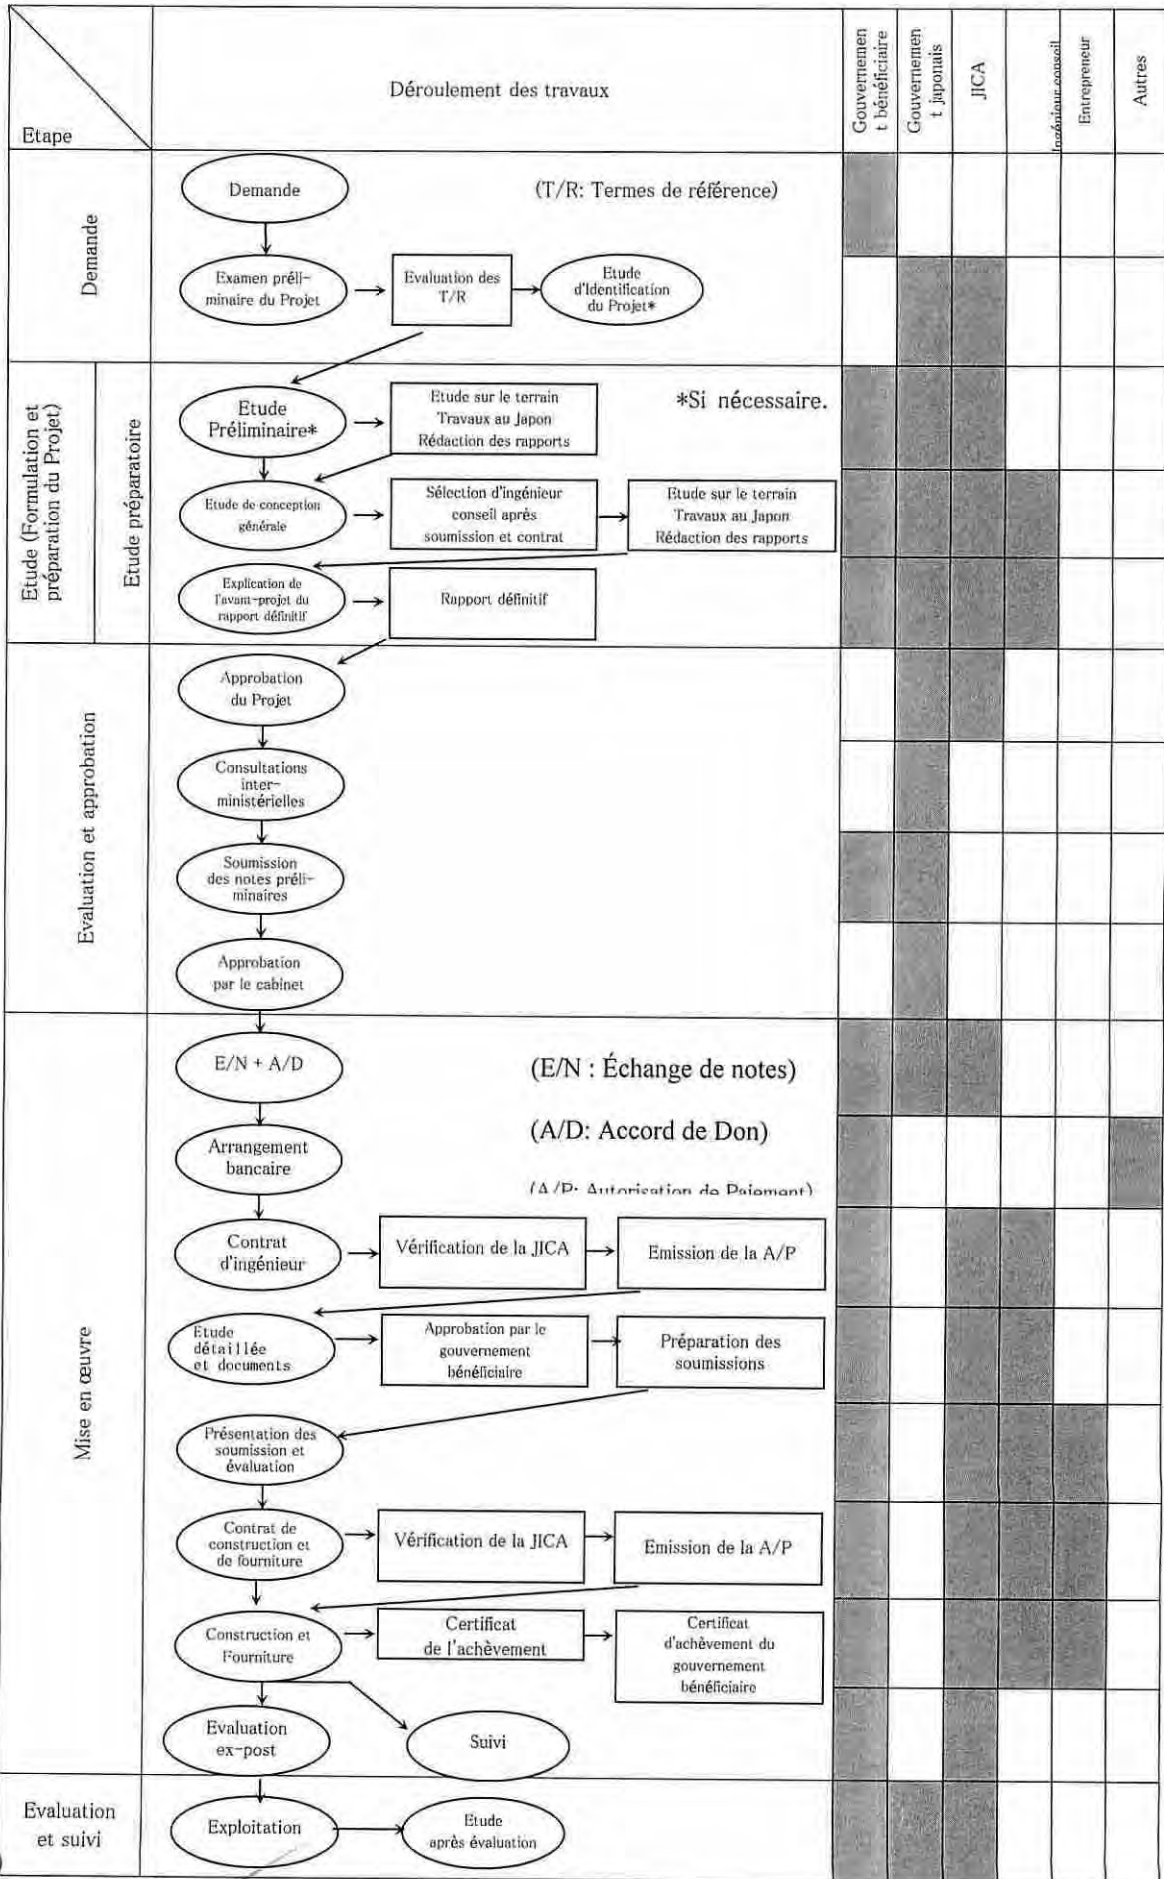 Etape
Déroulement des travaux
Gouvernemen
t bénéficiaire
Gouvernemen
t japonais
JICA
Ingénieur conseil
Entrepreneur
Autres
Demande
Demande
(T/R: Termes de référence)
Examen préli-
minaire du Projet
Evaluation des
T/R
Etude
d'Identification
du Projet*
Etude (Formulation et
préparation du Projet)
Etude préparatoire
Etude
Préliminaire*
Etude sur le terrain
Travaux au Japon
Rédaction des rapports
*Si nécessaire.
Etude de conception
générale
Sélection d'ingénieur
conseil après
soumission et contrat
Etude sur le terrain
Travaux au Japon
Rédaction des rapports
Explication de
l'avant-projet du
rapport définitif
Rapport définitif
Evaluation et approbation
Approbation
du Projet
Consultations
inter-
ministérielles
Soumission
des notes préli-
minaires
Approbation
par le cabinet
Mise en œuvre
E/N + A/D
(E/N : Échange de notes)
Arrangement
bancaire
(A/D: Accord de Don)
(A/P: Autorisation de Paiement)
Contrat
d'ingénieur
Vérification de la JICA
Emission de la A/P
Etude
détaillée
et documents
Approbation par le
gouvernement
bénéficiaire
Préparation des
soumissions
Présentation des
soumission et
évaluation
Contrat de
construction et
de fourniture
Vérification de la JICA
Emission de la A/P
Construction et
Fourniture
Certificat
de l'achèvement
Certificat
d'achèvement du
gouvernement
bénéficiaire
Evaluation
ex-post
Suivi
Evaluation
et suivi
Exploitation
Etude
après évaluation